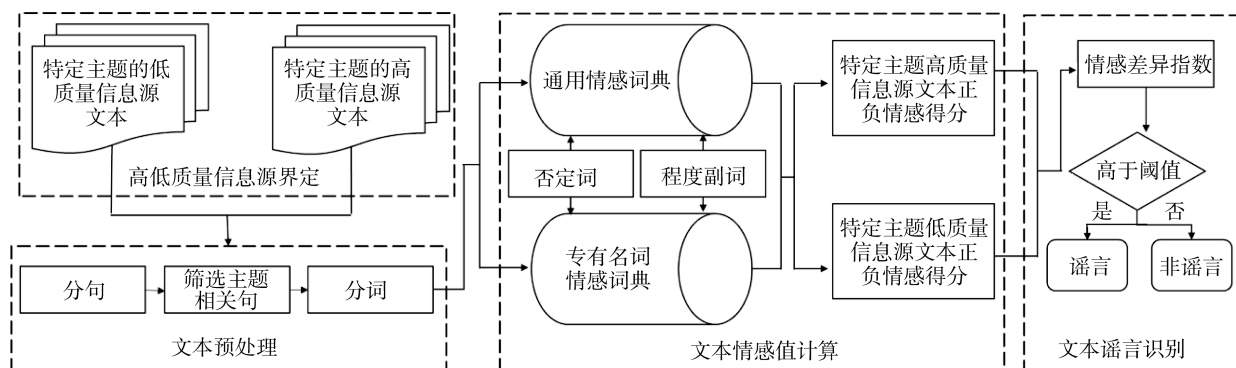 特定主题的低
质量信息源
文本
特定主题的高
质量信息源
文本
高低质量信息源界定
分句
筛选主题
相关句
分词
文本预处理
通用情感词典
否定词
程度副词
专有名词
情感词典
特定主题高质量
信息源文本正
负情感得分
特定主题低质量
信息源文本正
负情感得分
文本情感值计算
情感差异指数
高于阈值
是
否
谣言
非谣言
文本谣言识别